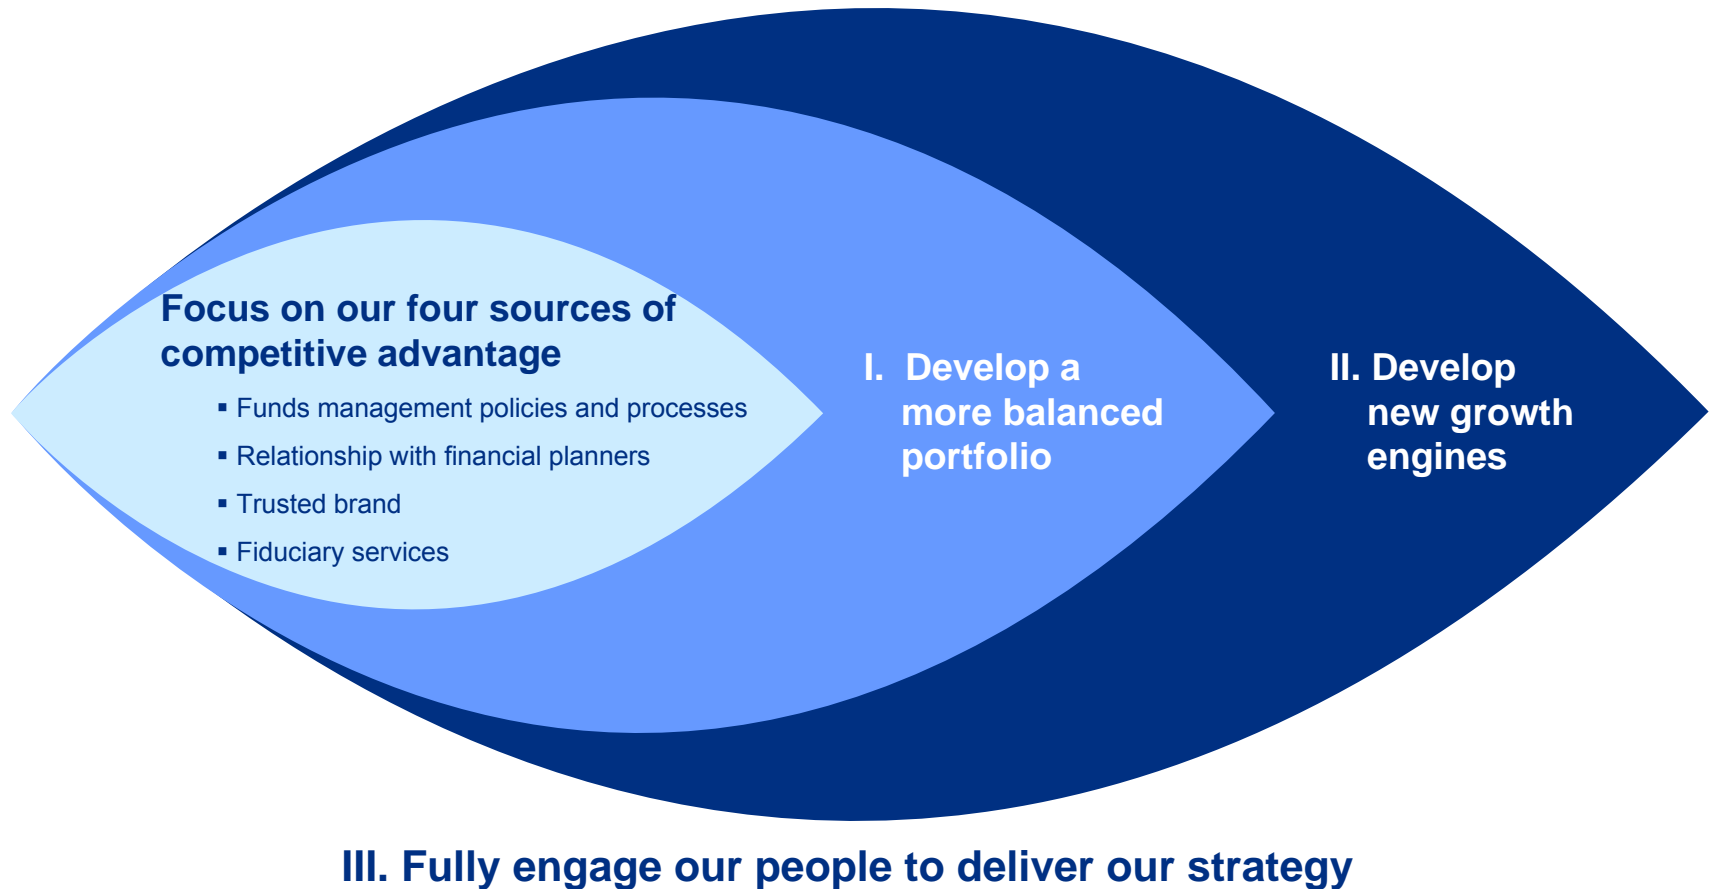 Focus on our four sources of
competitive advantage
▪ Funds management policies and processes
▪ Relationship with financial planners
▪ Trusted brand
▪ Fiduciary services
I. Develop a
more balanced
portfolio
II. Develop
new growth
engines
III. Fully engage our people to deliver our strategy